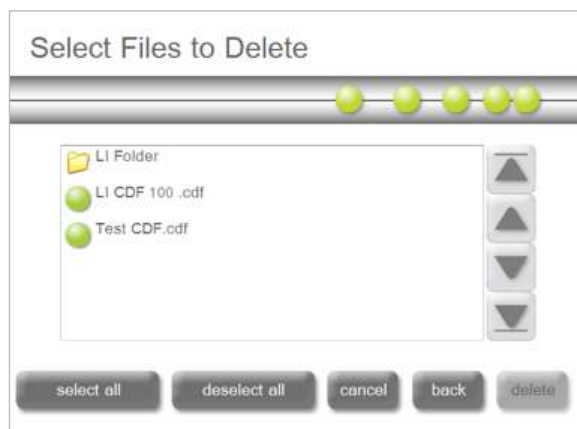 Select Files to Delete
LI Folder
LI CDF 100 .cdf
Test CDF.cdf
select all
deselect all
cancel
back
delete